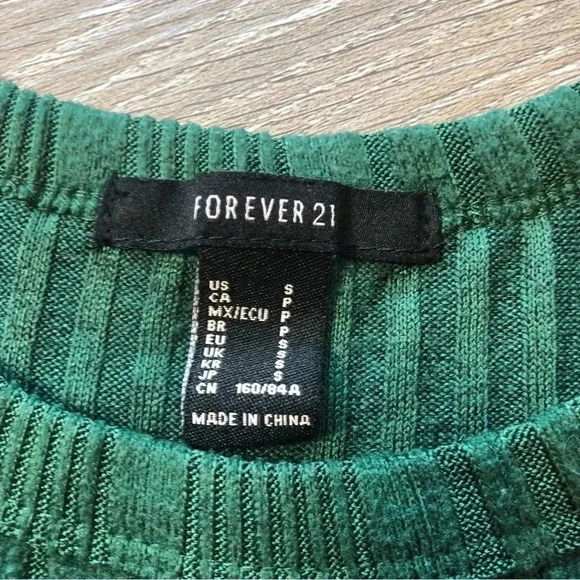 FOREVER 21
US S
CA P
MX/ECU P
BR P
EU S
UK S
KR S
JP S
CN 160/84A
MADE IN CHINA